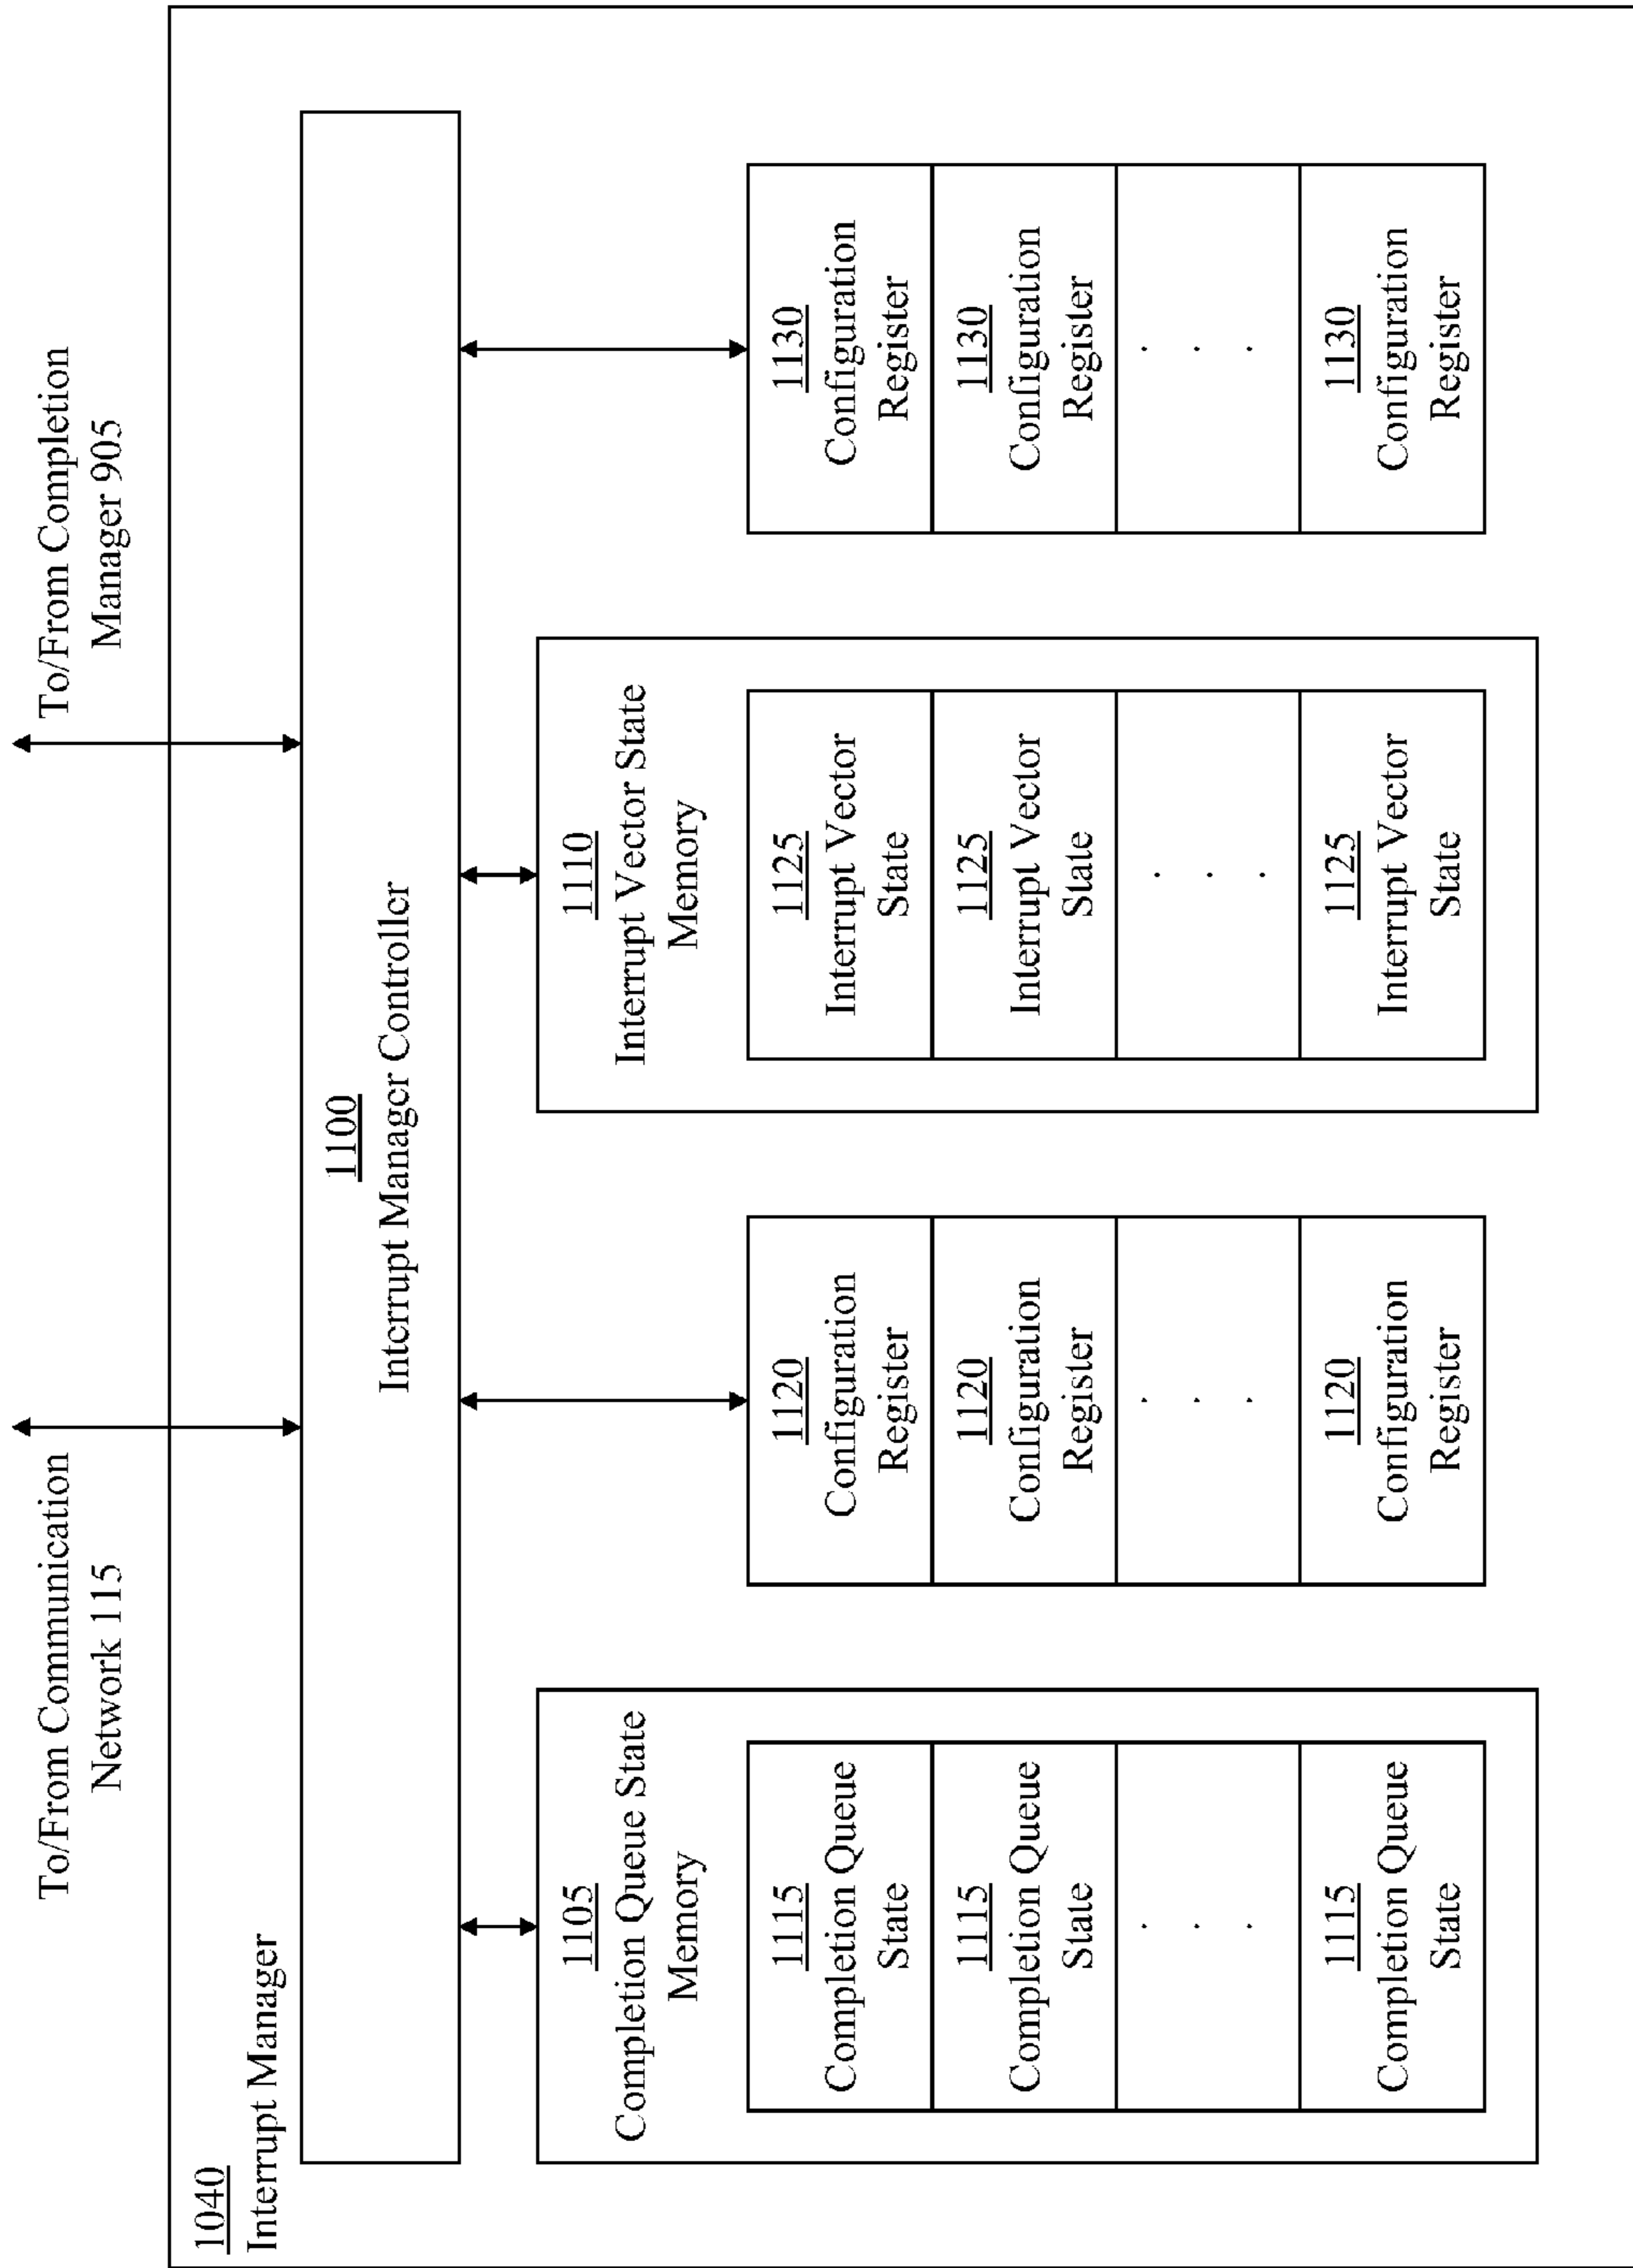 To/From Communication
Network 115
To/From Completion
Manager 905
1040
Interrupt Manager
1100
Interrupt Manager Controller
1105
Completion Queue State
Memory
1115
Completion Queue
State
1115
Completion Queue
State
. . .
1115
Completion Queue
State
1120
Configuration
Register
1120
Configuration
Register
. . .
1120
Configuration
Register
1110
Interrupt Vector State
Memory
1125
Interrupt Vector
State
1125
Interrupt Vector
State
. . .
1125
Interrupt Vector
State
1130
Configuration
Register
1130
Configuration
Register
. . .
1130
Configuration
Register